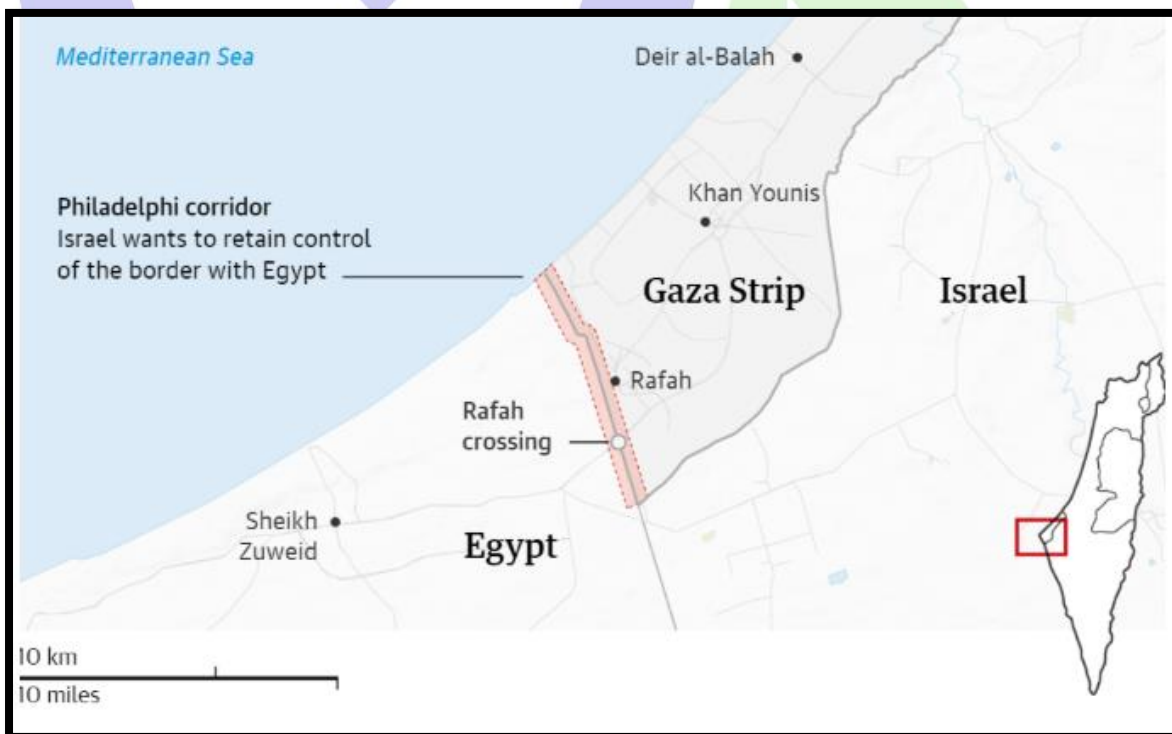 Mediterranean Sea
Deir al-Balah
Philadelphi corridor
Israel wants to retain control
of the border with Egypt
Khan Younis
Gaza Strip
Israel
Rafah
Rafah
crossing
Sheikh
Zuweid
Egypt
10 km
10 miles